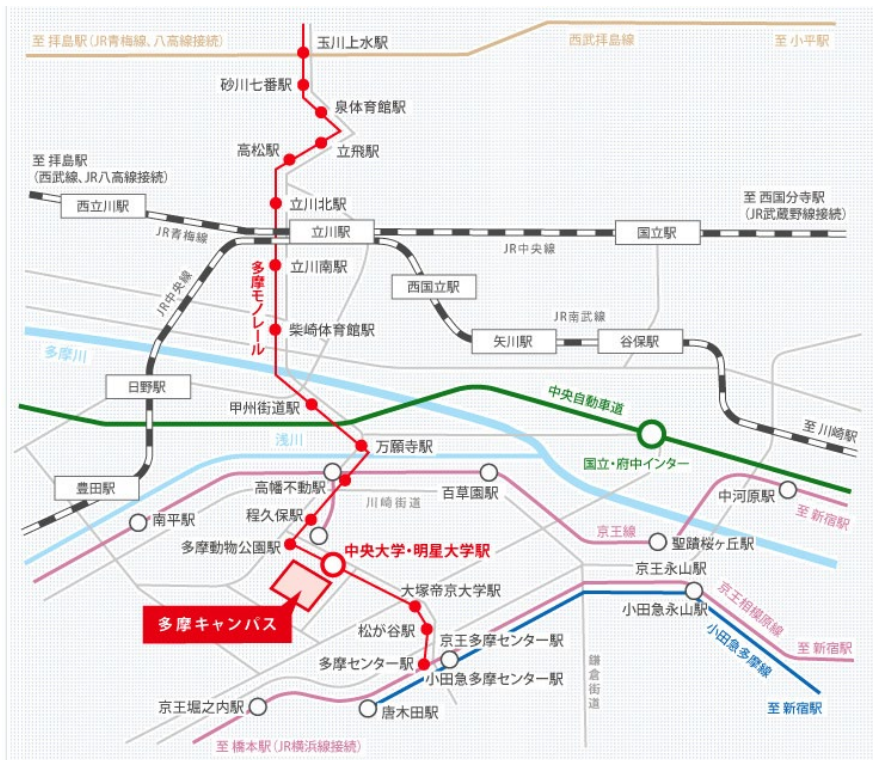 至 拝島駅(JR青梅線、八高線接続)
西武拝島線
至 小平駅
玉川上水駅
砂川七番駅
泉体育館駅
高松駅
立飛駅
至 拝島駅
(西武線、JR八高線接続)
西立川駅
立川北駅
至 西国分寺駅
(JR武蔵野線接続)
JR青梅線
立川駅
国立駅
JR中央線
JR中央線
立川南駅
多摩モノレール
西国立駅
JR南武線
柴崎体育館駅
矢川駅
谷保駅
多摩川
日野駅
中央自動車道
甲州街道駅
至 川崎駅
浅川
万願寺駅
国立・府中インター
豊田駅
高幡不動駅
百草園駅
中河原駅
川崎街道
至 新宿駅
南平駅
程久保駅
京王線
聖蹟桜ヶ丘駅
多摩動物公園駅
中央大学・明星大学駅
京王永山駅
大塚帝京大学駅
小田急永山駅
京王相模原線
多摩キャンパス
松が谷駅
京王多摩センター駅
小田急多摩線
至 新宿駅
多摩センター駅
小田急多摩センター駅
鎌倉街道
京王堀之内駅
唐木田駅
至 新宿駅
至 橋本駅(JR横浜線接続)